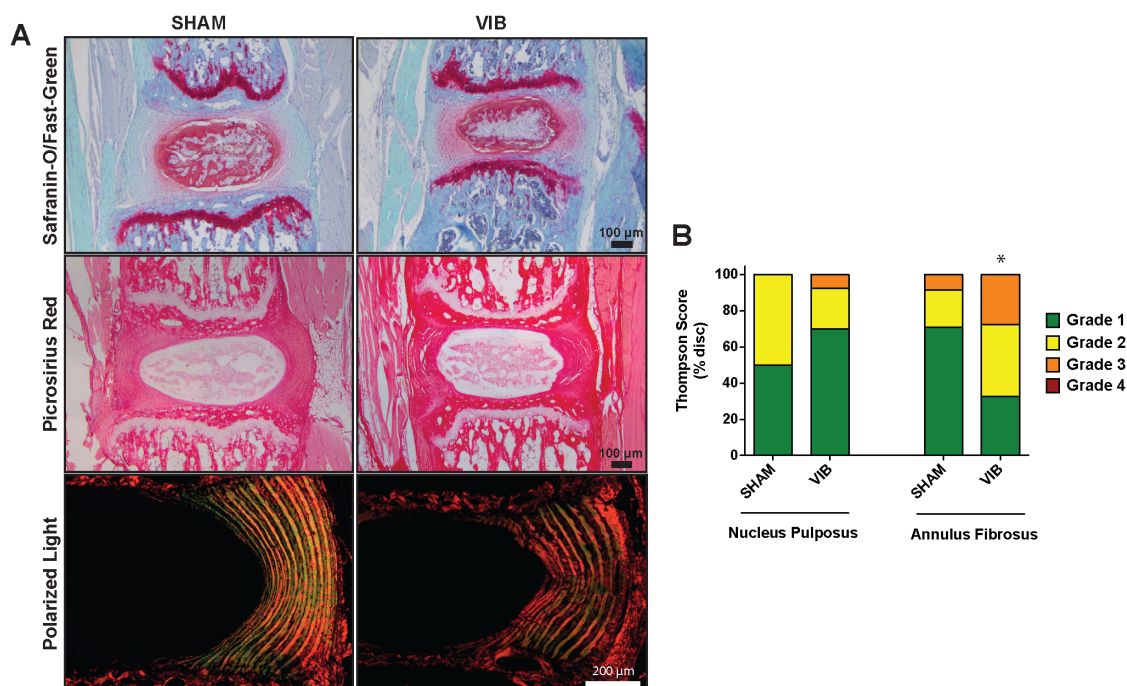 A
SHAM
VIB
Safranin-O/Fast-Green
100 µm
Picrosirius Red
100 µm
Polarized Light
200 µm
B
*
Thompson Score
(% disc)
100
80
60
40
20
0
SHAM
VIB
SHAM
VIB
Nucleus Pulposus
Annulus Fibrosus
Grade 1
Grade 2
Grade 3
Grade 4